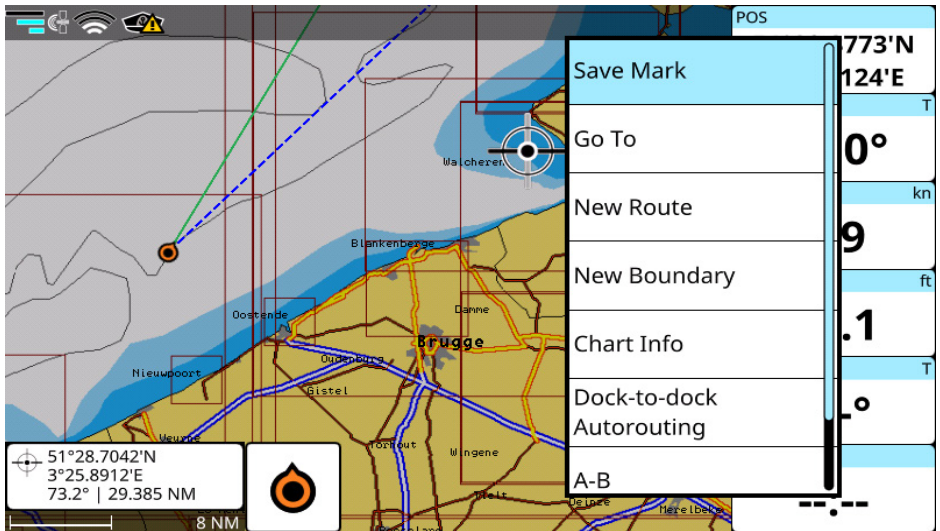 POS
773'N
124'E
T
0°
kn
9
ft
.1
T
°
--.--
Save Mark
Go To
New Route
New Boundary
Chart Info
Dock-to-dock
Autorouting
A-B
Walcheren
Blankenberge
Oostende
Damme
Brugge
Oudenburg
Nieuwpoort
Gistel
Veurne
Torhout
Wingene
Tielt
Deinze
Merelbeke
51°28.7042'N
3°25.8912'E
73.2° | 29.385 NM
8 NM